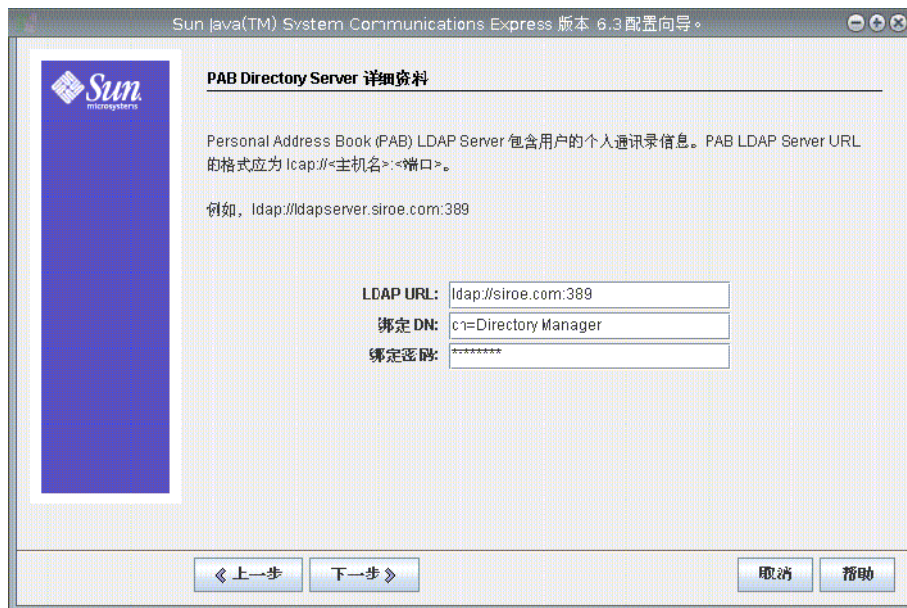 Sun Java(TM) System Communications Express 版本 6.3配置向导。
Sun
microsystems
PAB Directory Server 详细资料
Personal Address Book (PAB) LDAP Server 包含用户的个人通讯录信息。PAB LDAP Server URL
的格式应为 ldap://<主机名>:<端口>。
例如，ldap://ldapserver.siroe.com:389
LDAP URL: ldap://siroe.com:389
绑定 DN: cn=Directory Manager
绑定密码: ********
上一步 下一步 取消 帮助